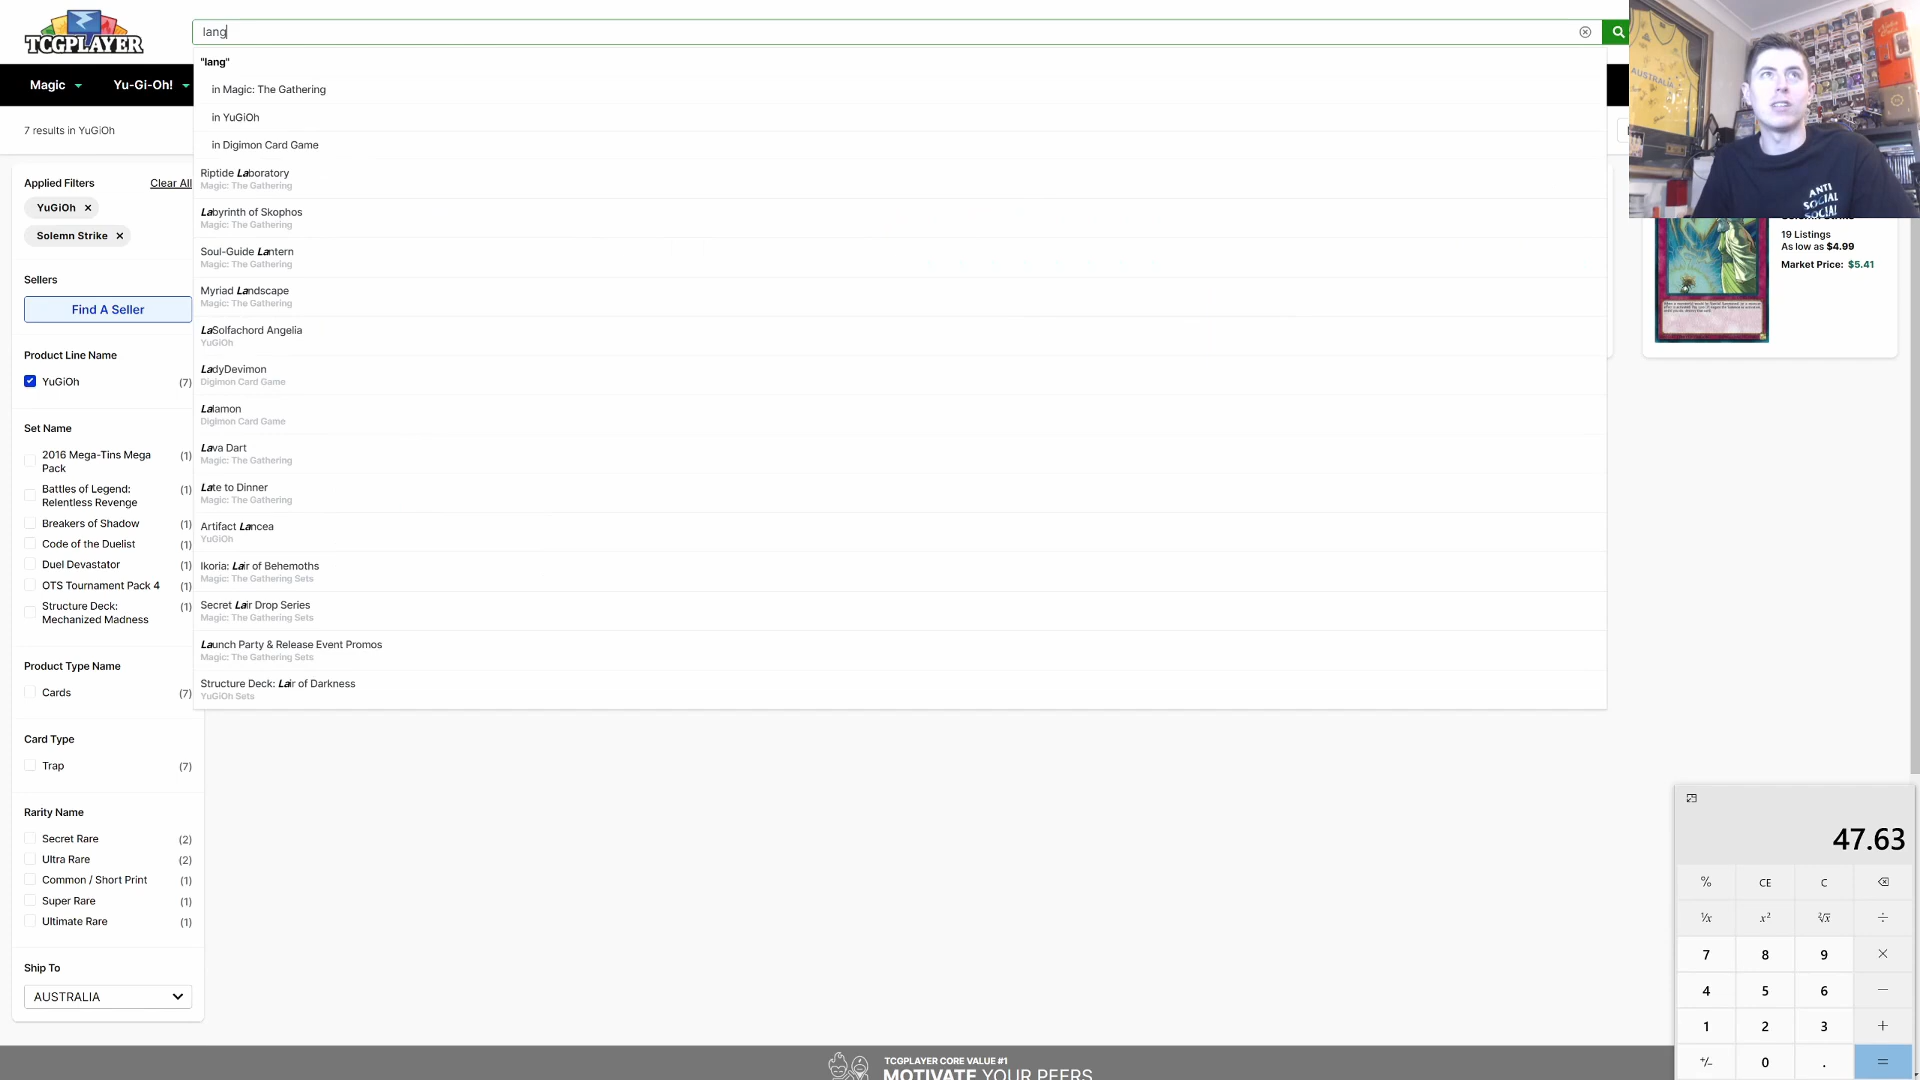 TCGPLAYER
lang
Magic
Yu-Gi-Oh!
7 results in YuGiOh
"lang"
in Magic: The Gathering
in YuGiOh
in Digimon Card Game
Riptide Laboratory
Magic: The Gathering
Labyrinth of Skophos
Magic: The Gathering
Soul-Guide Lantern
Magic: The Gathering
Myriad Landscape
Magic: The Gathering
LaSolfachord Angelia
YuGiOh
LadyDevimon
Digimon Card Game
Lalamon
Digimon Card Game
Lava Dart
Magic: The Gathering
Late to Dinner
Magic: The Gathering
Artifact Lancea
YuGiOh
Ikoria: Lair of Behemoths
Magic: The Gathering Sets
Secret Lair Drop Series
Magic: The Gathering Sets
Launch Party & Release Event Promos
Magic: The Gathering Sets
Structure Deck: Lair of Darkness
YuGiOh Sets
Applied Filters Clear All
YuGiOh ×
Solemn Strike ×
Sellers
Find A Seller
Product Line Name
YuGiOh (7)
Set Name
2016 Mega-Tins Mega (1)
Pack
Battles of Legend: (1)
Relentless Revenge
Breakers of Shadow (1)
Code of the Duelist (1)
Duel Devastator (1)
OTS Tournament Pack 4 (1)
Structure Deck: (1)
Mechanized Madness
Product Type Name
Cards (7)
Card Type
Trap (7)
Rarity Name
Secret Rare (2)
Ultra Rare (2)
Common / Short Print (1)
Super Rare (1)
Ultimate Rare (1)
Ship To
AUSTRALIA
AUSTRALIA
ANTI
SOCIAL
SOCIAL
19 Listings
As low as $4.99
Market Price: $5.41
47.63
% CE C
⅟x x² ²√x ÷
7 8 9 ×
4 5 6 −
1 2 3 +
+/− 0 . =
TCGPLAYER CORE VALUE #1
MOTIVATE YOUR PEERS